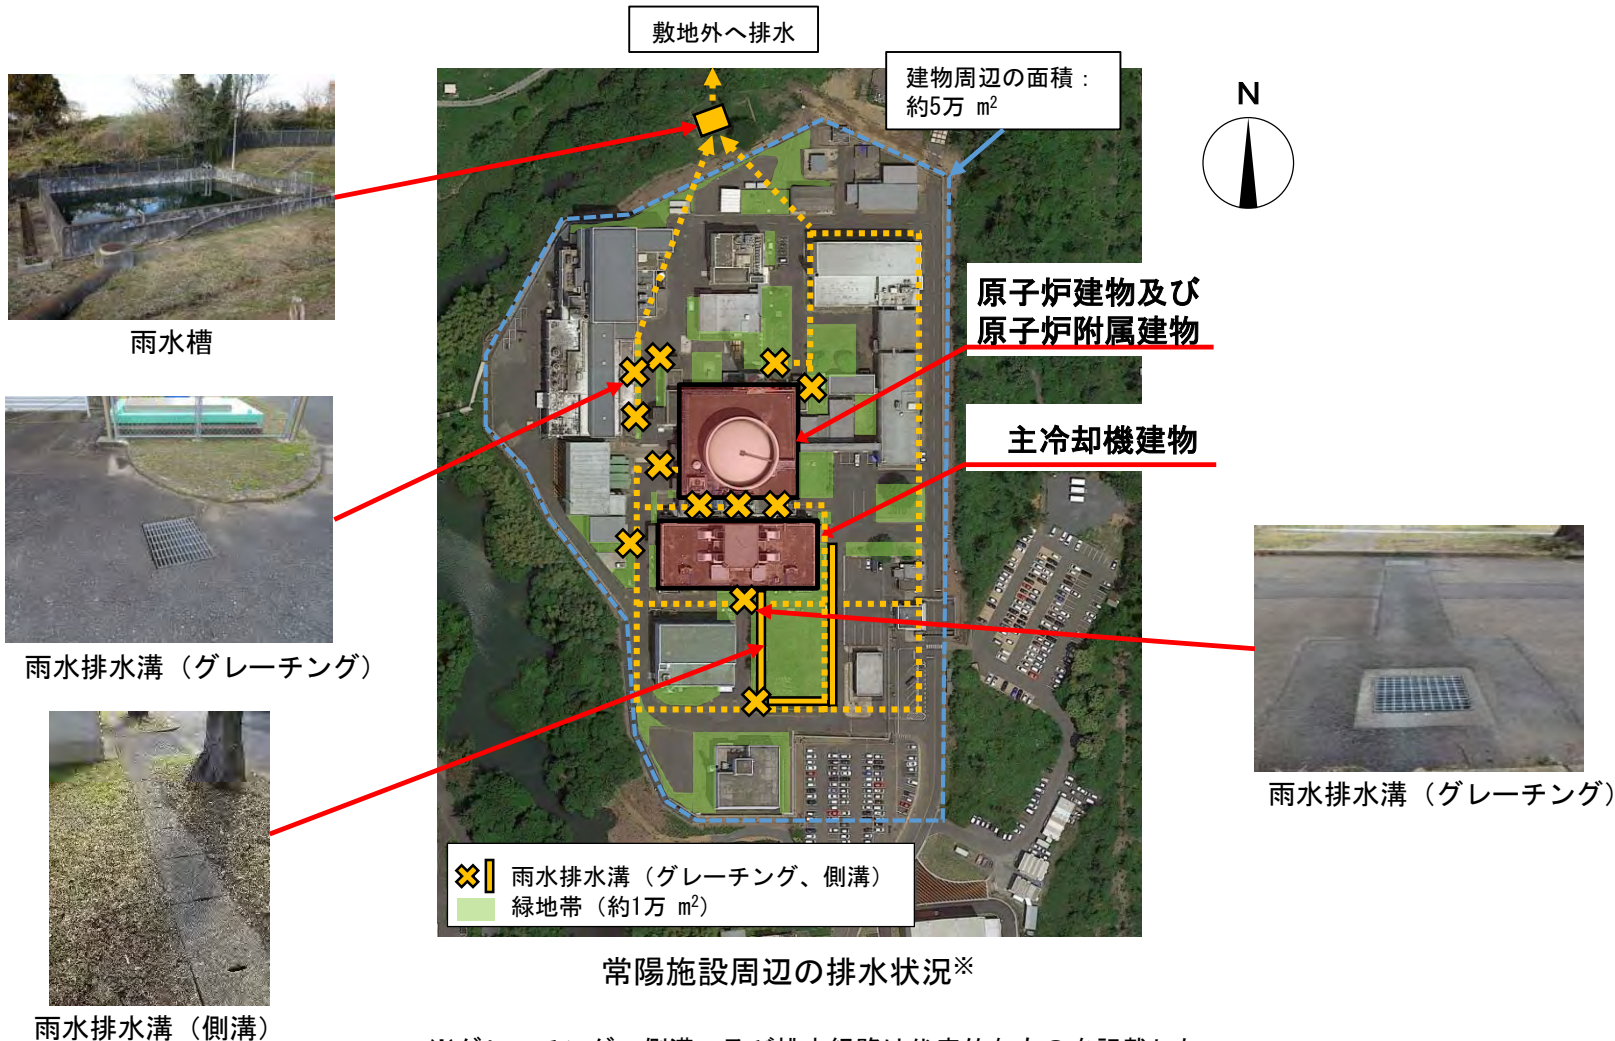 敷地外へ排水
建物周辺の面積：
約5万 m²
N
雨水槽
原子炉建物及び
原子炉附属建物
主冷却機建物
雨水排水溝（グレーチング）
雨水排水溝（グレーチング）
雨水排水溝（グレーチング、側溝）
緑地帯（約1万 m²）
常陽施設周辺の排水状況※
雨水排水溝（側溝）